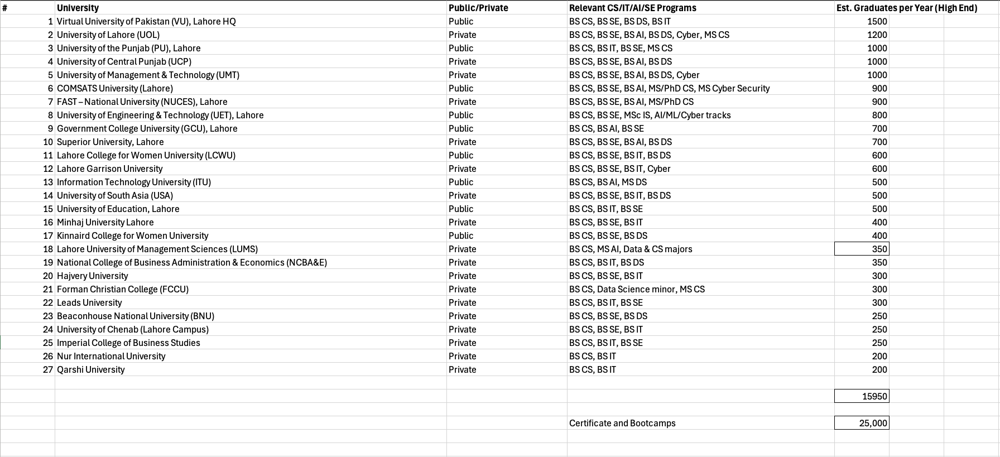 # University Public/Private Relevant CS/IT/AI/SE Programs Est. Graduates per Year (High End)
1 Virtual University of Pakistan (VU), Lahore HQ Public BS CS, BS SE, BS DS, BS IT 1500
2 University of Lahore (UOL) Private BS CS, BS SE, BS AI, BS DS, Cyber, MS CS 1200
3 University of the Punjab (PU), Lahore Public BS CS, BS IT, BS SE, MS CS 1000
4 University of Central Punjab (UCP) Private BS CS, BS SE, BS AI, BS DS 1000
5 University of Management & Technology (UMT) Private BS CS, BS SE, BS AI, BS DS, Cyber 1000
6 COMSATS University (Lahore) Public BS CS, BS SE, BS AI, MS/PhD CS, MS Cyber Security 900
7 FAST – National University (NUCES), Lahore Private BS CS, BS SE, BS AI, MS/PhD CS 900
8 University of Engineering & Technology (UET), Lahore Public BS CS, BS SE, MSc IS, AI/ML/Cyber tracks 800
9 Government College University (GCU), Lahore Public BS CS, BS AI, BS SE 700
10 Superior University, Lahore Private BS CS, BS SE, BS AI, BS DS 700
11 Lahore College for Women University (LCWU) Public BS CS, BS SE, BS IT, BS DS 600
12 Lahore Garrison University Private BS CS, BS SE, BS IT, Cyber 600
13 Information Technology University (ITU) Public BS CS, BS AI, MS DS 500
14 University of South Asia (USA) Private BS CS, BS SE, BS IT, BS DS 500
15 University of Education, Lahore Public BS CS, BS IT, BS SE 500
16 Minhaj University Lahore Private BS CS, BS SE, BS IT 400
17 Kinnaird College for Women University Public BS CS, BS SE, BS DS 400
18 Lahore University of Management Sciences (LUMS) Private BS CS, MS AI, Data & CS majors 350
19 National College of Business Administration & Economics (NCBA&E) Private BS CS, BS IT, BS DS 350
20 Hajvery University Private BS CS, BS SE, BS IT 300
21 Forman Christian College (FCCU) Private BS CS, Data Science minor, MS CS 300
22 Leads University Private BS CS, BS IT, BS SE 300
23 Beaconhouse National University (BNU) Private BS CS, BS SE, BS DS 250
24 University of Chenab (Lahore Campus) Private BS CS, BS SE, BS IT 250
25 Imperial College of Business Studies Private BS CS, BS IT, BS SE 250
26 Nur International University Private BS CS, BS IT 200
27 Qarshi University Private BS CS, BS IT 200
15950
Certificate and Bootcamps 25,000